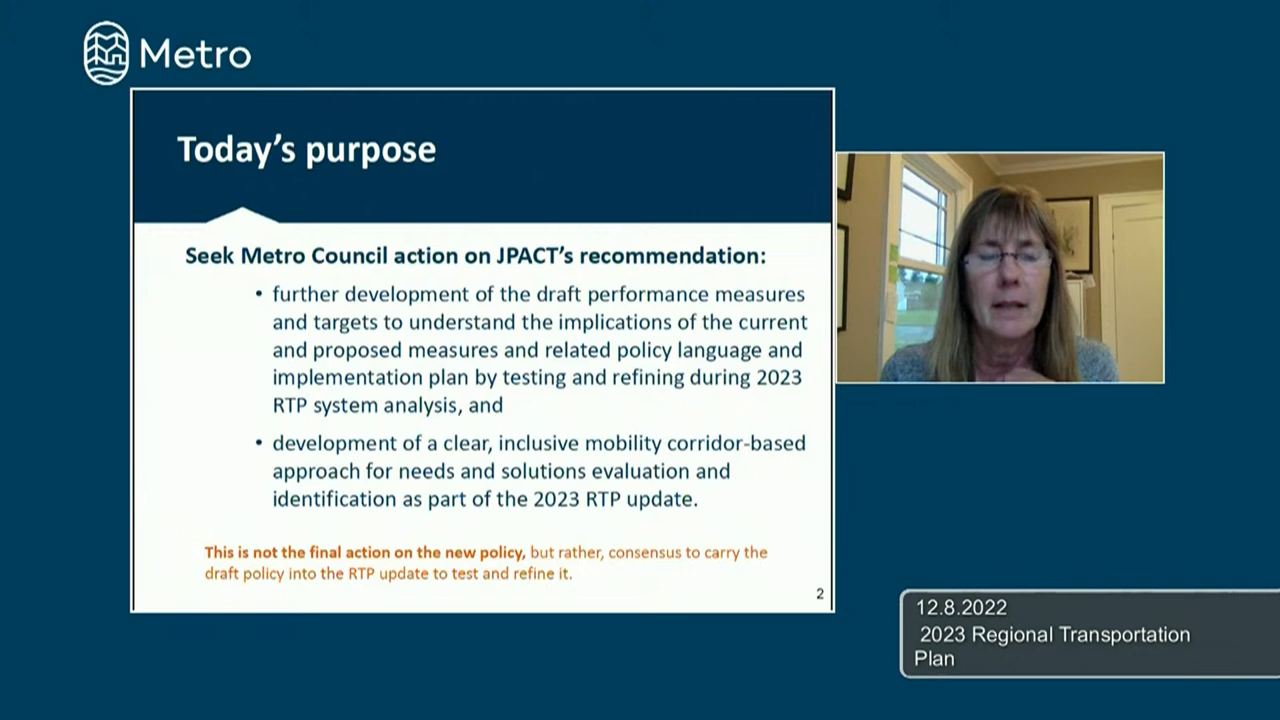 Metro
Today's purpose
Seek Metro Council action on JPACT's recommendation:
• further development of the draft performance measures
and targets to understand the implications of the current
and proposed measures and related policy language and
implementation plan by testing and refining during 2023
RTP system analysis, and
• development of a clear, inclusive mobility corridor-based
approach for needs and solutions evaluation and
identification as part of the 2023 RTP update.
This is not the final action on the new policy, but rather, consensus to carry the
draft policy into the RTP update to test and refine it.
2
12.8.2022
2023 Regional Transportation
Plan